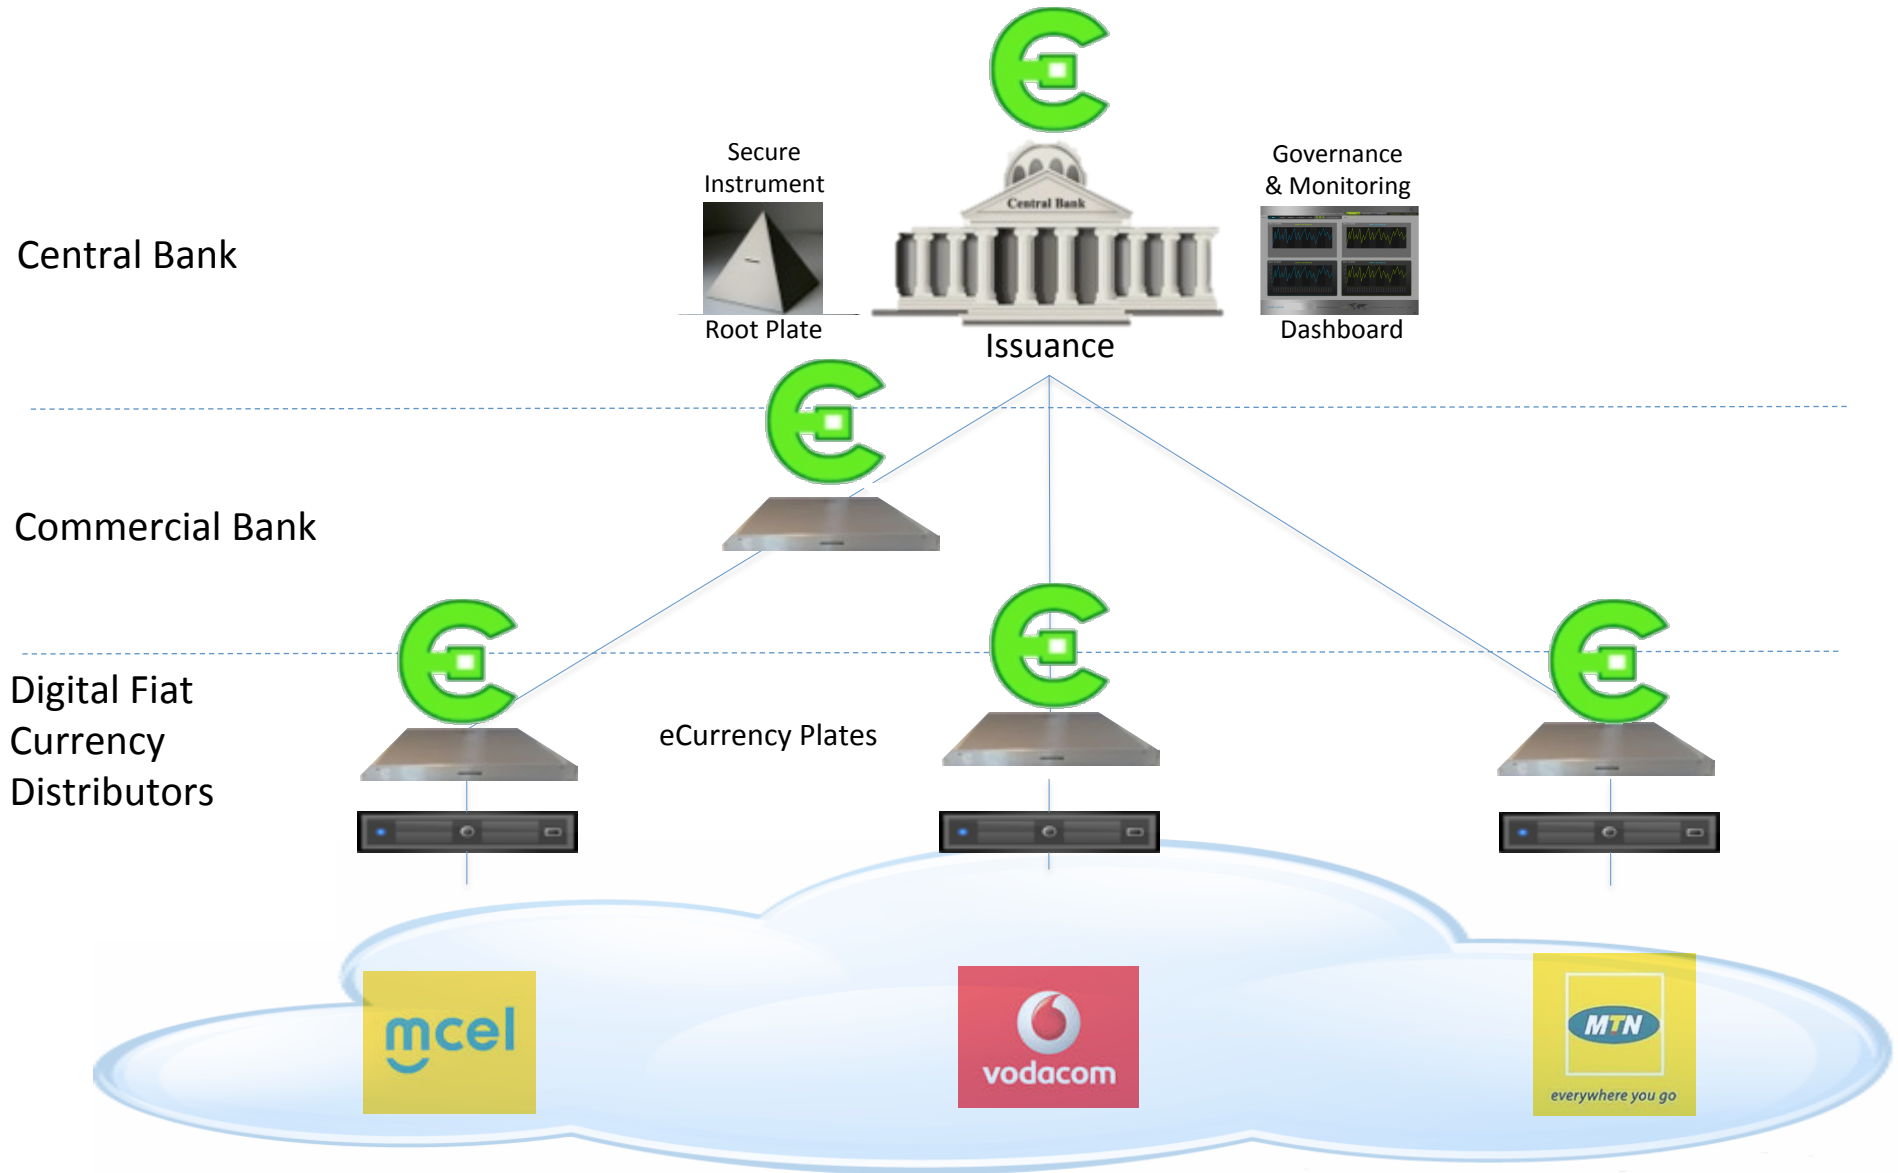 Secure
Instrument
Governance
& Monitoring
Central Bank
Central Bank
Root Plate
Issuance
Dashboard
Commercial Bank
Digital Fiat
Currency
Distributors
eCurrency Plates
mcel
vodacom
MTN
everywhere you go